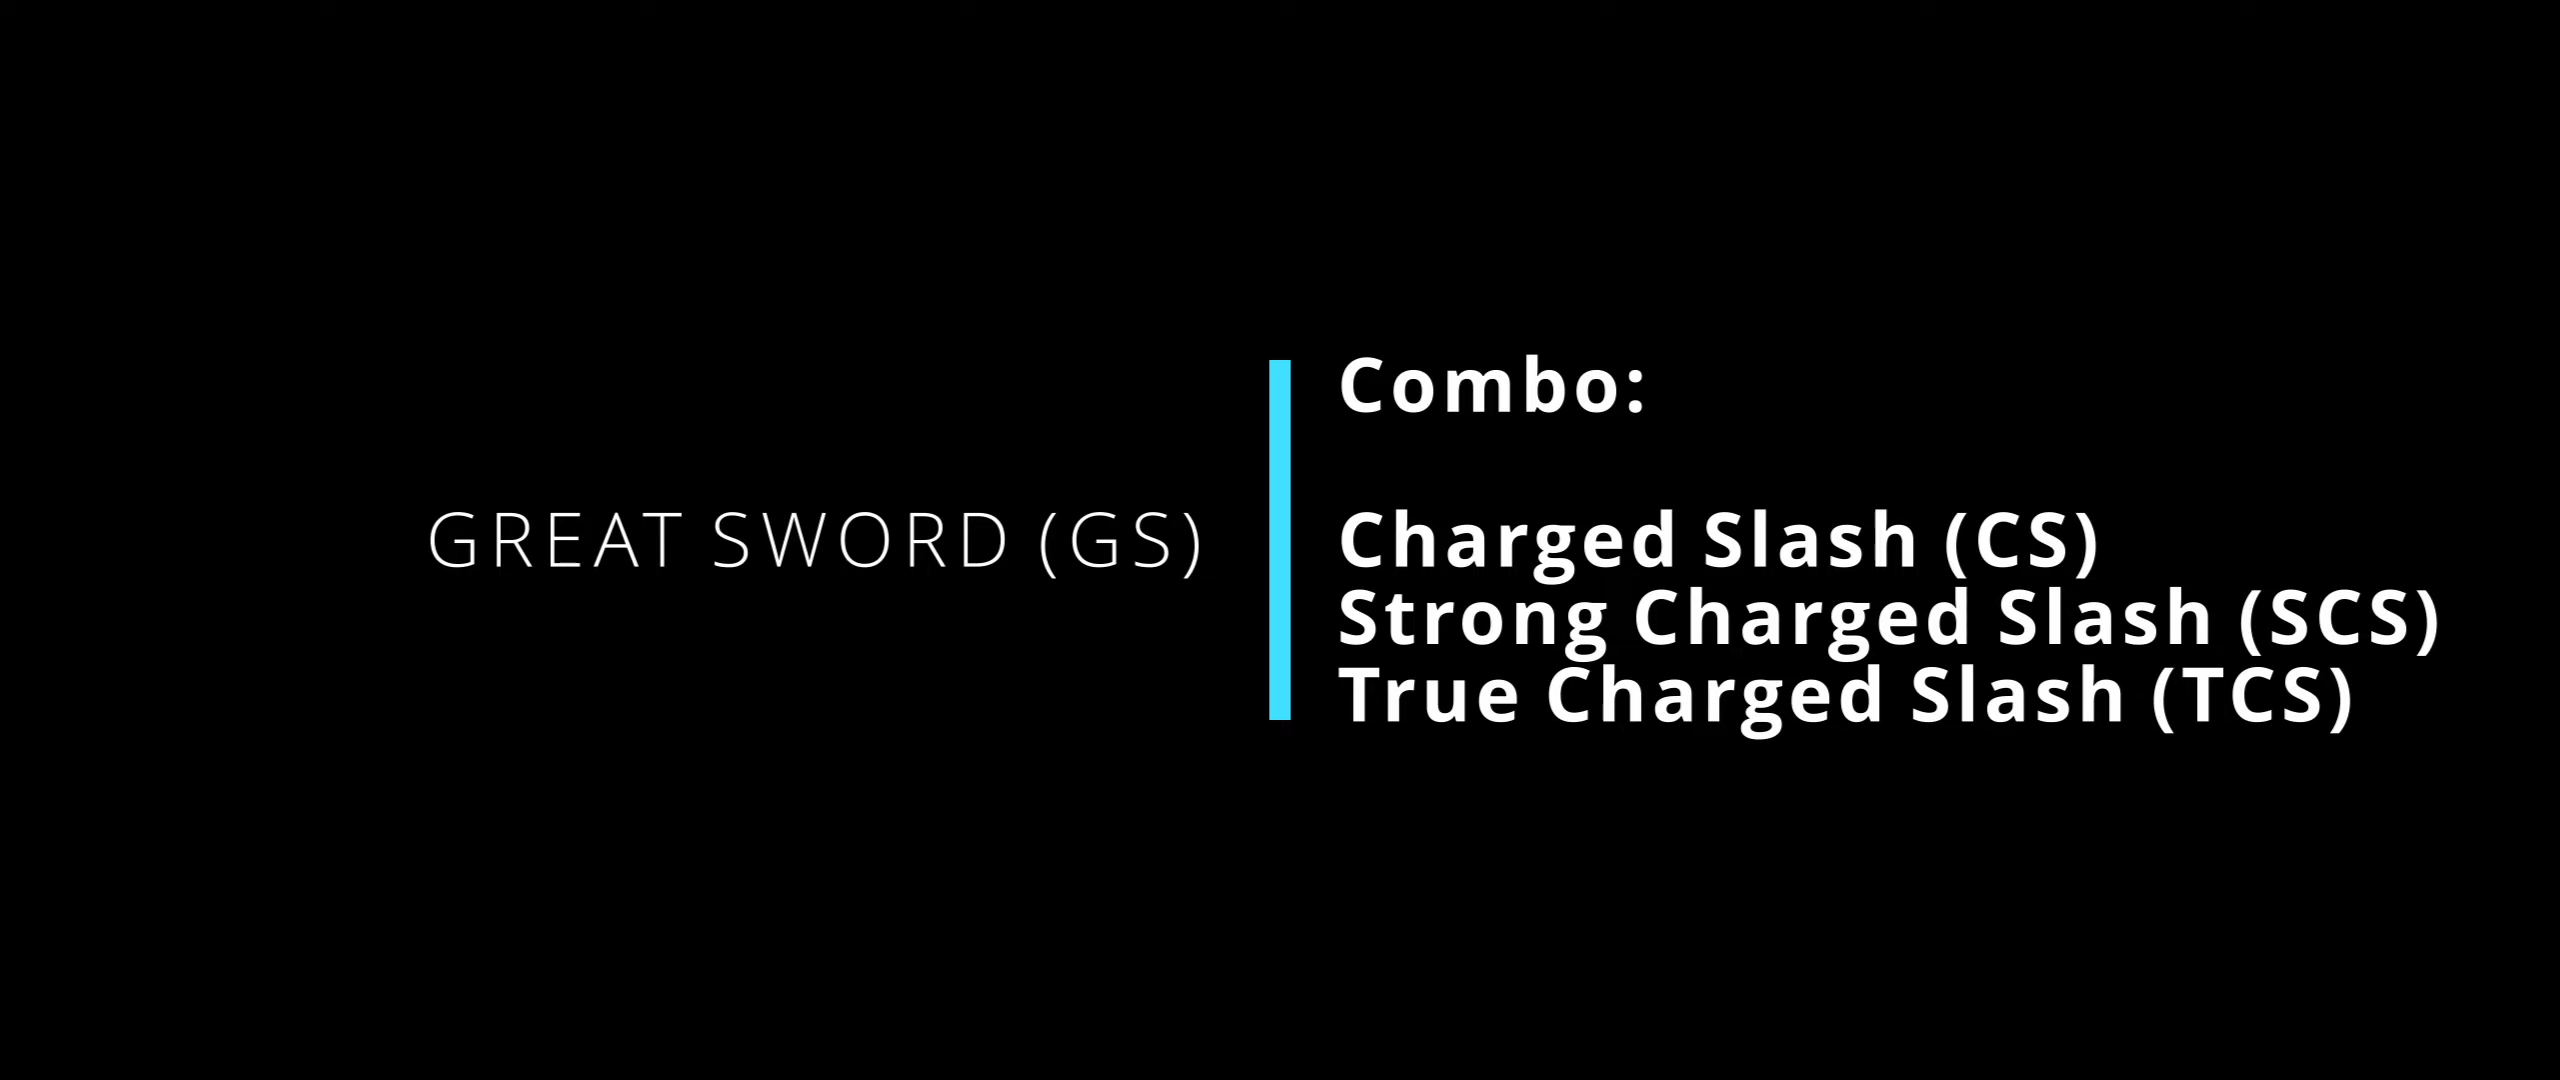 GREAT SWORD (GS)
Combo:
Charged Slash (CS)
Strong Charged Slash (SCS)
True Charged Slash (TCS)